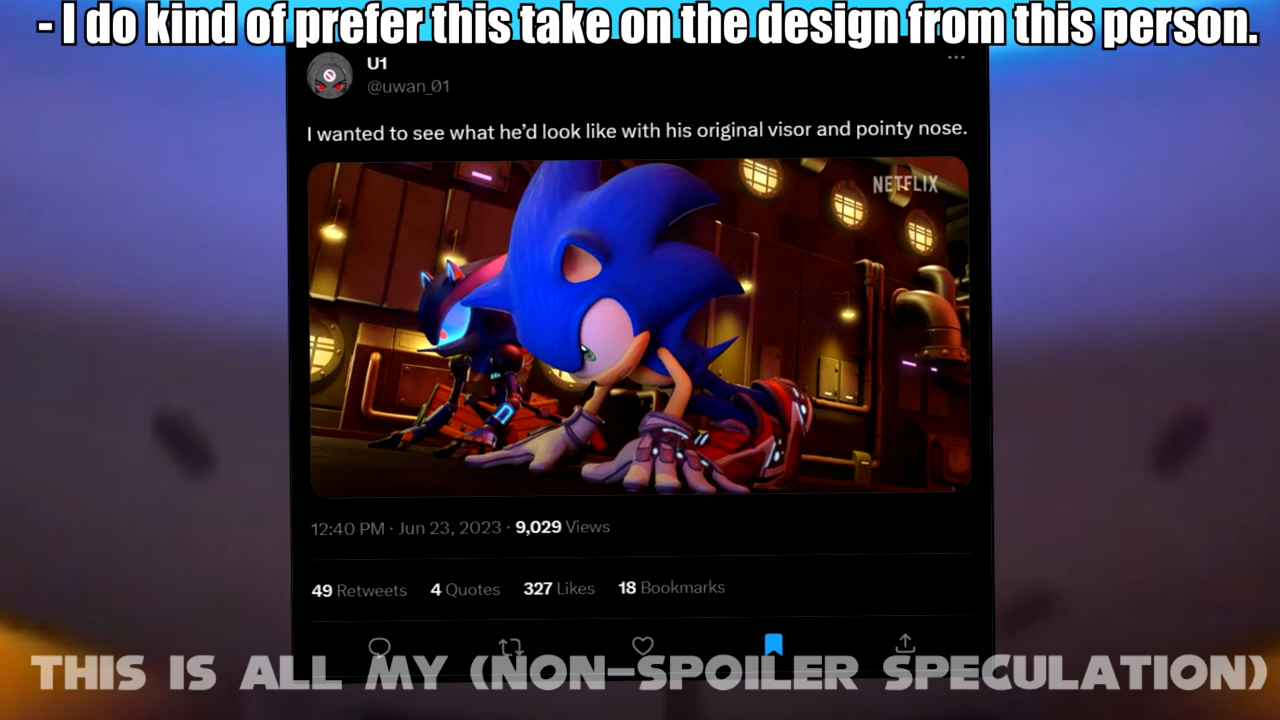 - I do kind of prefer this take on the design from this person.
U1
@uwan_01
I wanted to see what he'd look like with his original visor and pointy nose.
NETFLIX
12:40 PM · Jun 23, 2023 · 9,029 Views
49 Retweets 4 Quotes 327 Likes 18 Bookmarks
THIS IS ALL MY (NON-SPOILER SPECULATION)